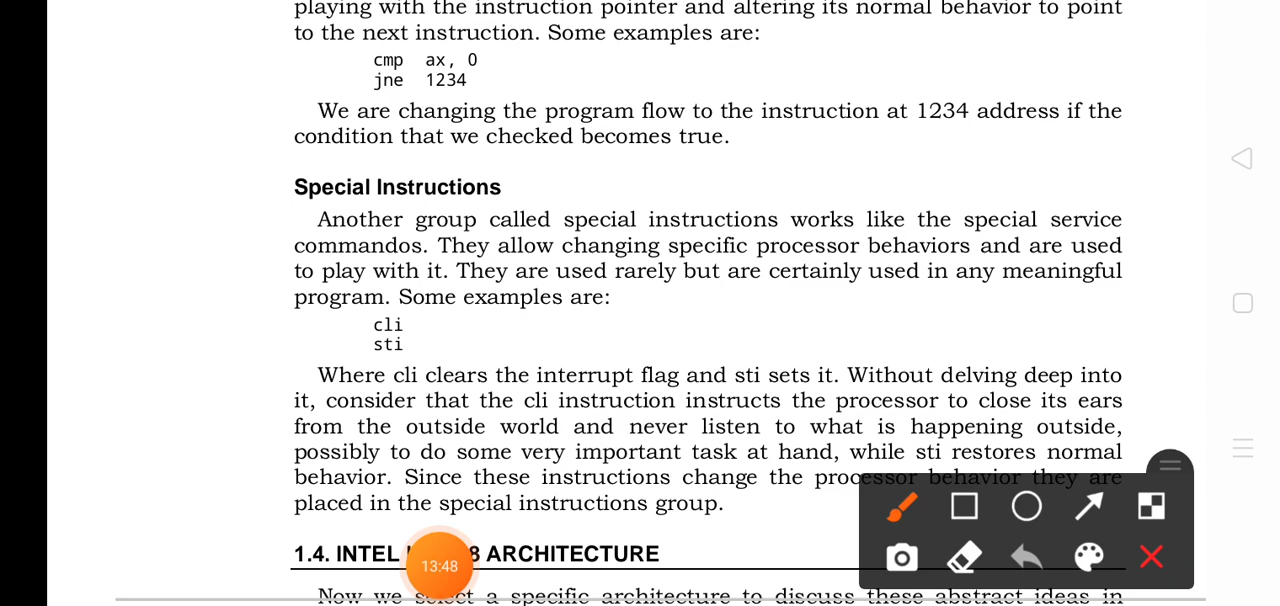 playing with the instruction pointer and altering its normal behavior to point
to the next instruction. Some examples are:
cmp ax, 0
jne 1234
We are changing the program flow to the instruction at 1234 address if the
condition that we checked becomes true.
Special Instructions
Another group called special instructions works like the special service
commandos. They allow changing specific processor behaviors and are used
to play with it. They are used rarely but are certainly used in any meaningful
program. Some examples are:
cli
sti
Where cli clears the interrupt flag and sti sets it. Without delving deep into
it, consider that the cli instruction instructs the processor to close its ears
from the outside world and never listen to what is happening outside,
possibly to do some very important task at hand, while sti restores normal
behavior. Since these instructions change the processor behavior they are
placed in the special instructions group.
1.4. INTEL 8 ARCHITECTURE
13:48
Now we select a specific architecture to discuss these abstract ideas in